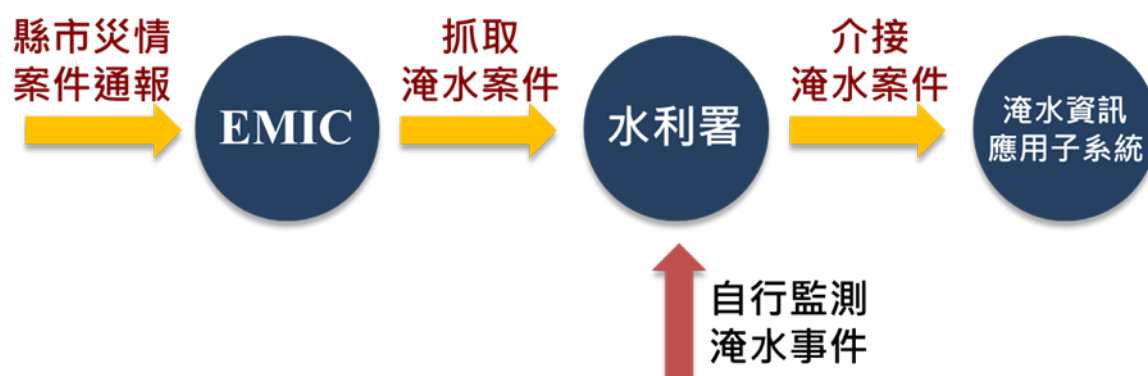 縣市災情
案件通報
EMIC
抓取
淹水案件
水利署
介接
淹水案件
淹水資訊
應用子系統
自行監測
淹水事件